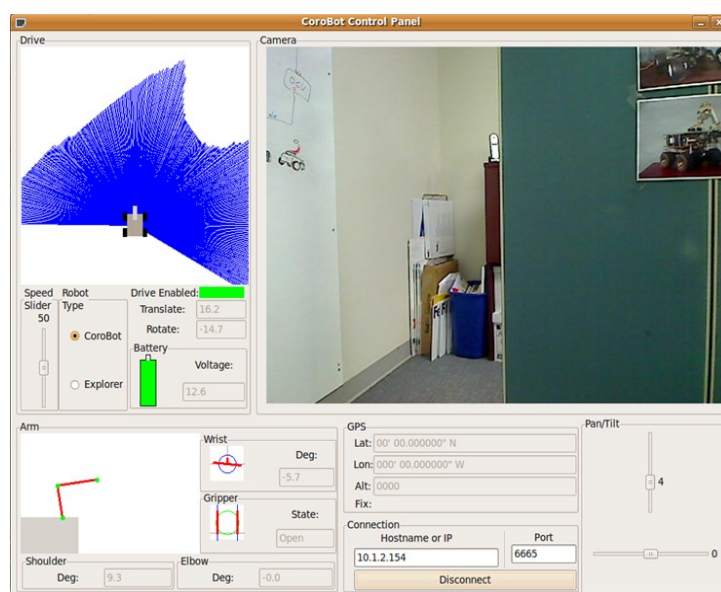 CoroBot Control Panel
Drive
Camera
OCU
Speed Robot Drive Enabled:
Slider Type Translate: 16.2
50 Rotate: -14.7
CoroBot
Battery
Voltage:
Explorer
12.6
Arm
Wrist
Deg:
-5.7
Gripper
State:
Open
Shoulder Elbow
Deg: 9.3 Deg: -0.0
GPS
Lat: 00' 00.000000" N
Lon: 000' 00.000000" W
Alt: 0000
Fix:
Connection
Hostname or IP Port
10.1.2.154 6665
Disconnect
Pan/Tilt
4
0